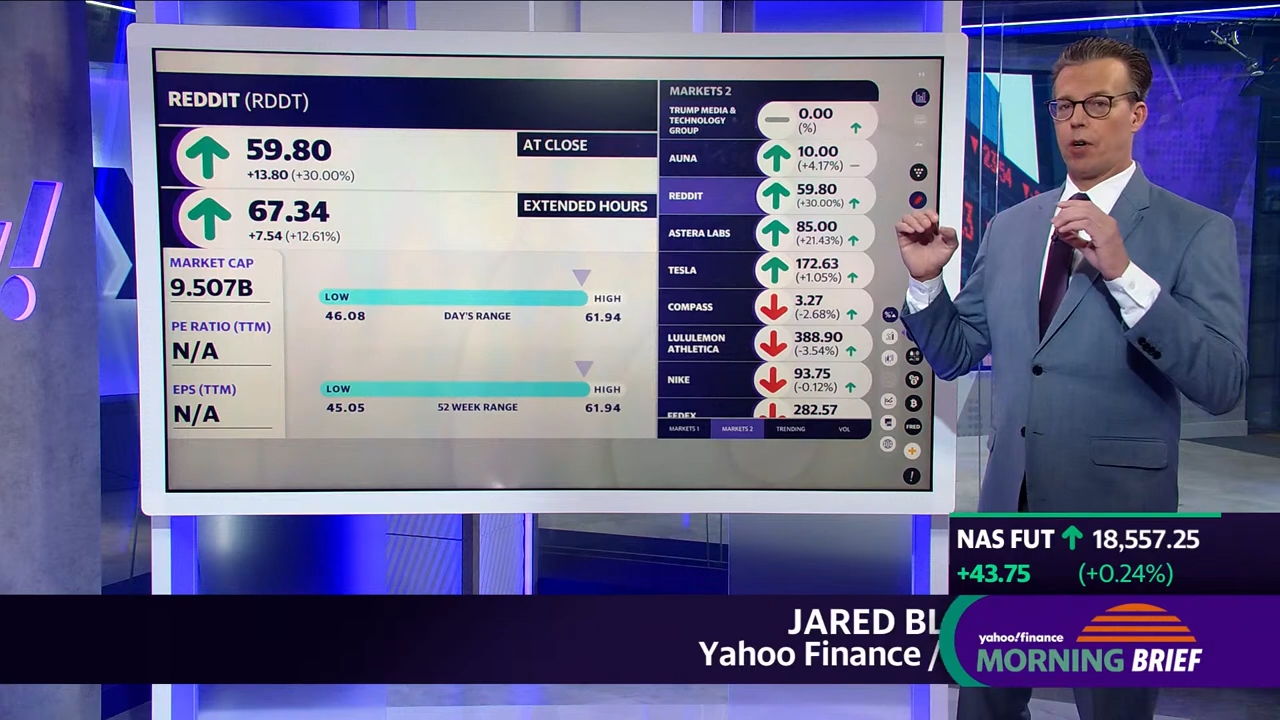 REDDIT (RDDT)
59.80
+13.80 (+30.00%)
AT CLOSE
67.34
+7.54 (+12.61%)
EXTENDED HOURS
MARKET CAP
9.507B
PE RATIO (TTM)
N/A
EPS (TTM)
N/A
LOW
HIGH
46.08
DAY'S RANGE
61.94
LOW
HIGH
45.05
52 WEEK RANGE
61.94
MARKETS 2
TRUMP MEDIA &
TECHNOLOGY
GROUP
0.00
(%)
AUNA
10.00
(+4.17%)
REDDIT
59.80
(+30.00%)
ASTERA LABS
85.00
(+21.43%)
TESLA
172.63
(+1.05%)
COMPASS
3.27
(-2.68%)
LULULEMON
ATHLETICA
388.90
(-3.54%)
NIKE
93.75
(-0.12%)
FEDEX
282.57
MARKETS 1
MARKETS 2
TRENDING
VOL
FRED
!
NAS FUT 18,557.25
+43.75 (+0.24%)
JARED BL
Yahoo Finance /
yahoo!finance
MORNING BRIEF